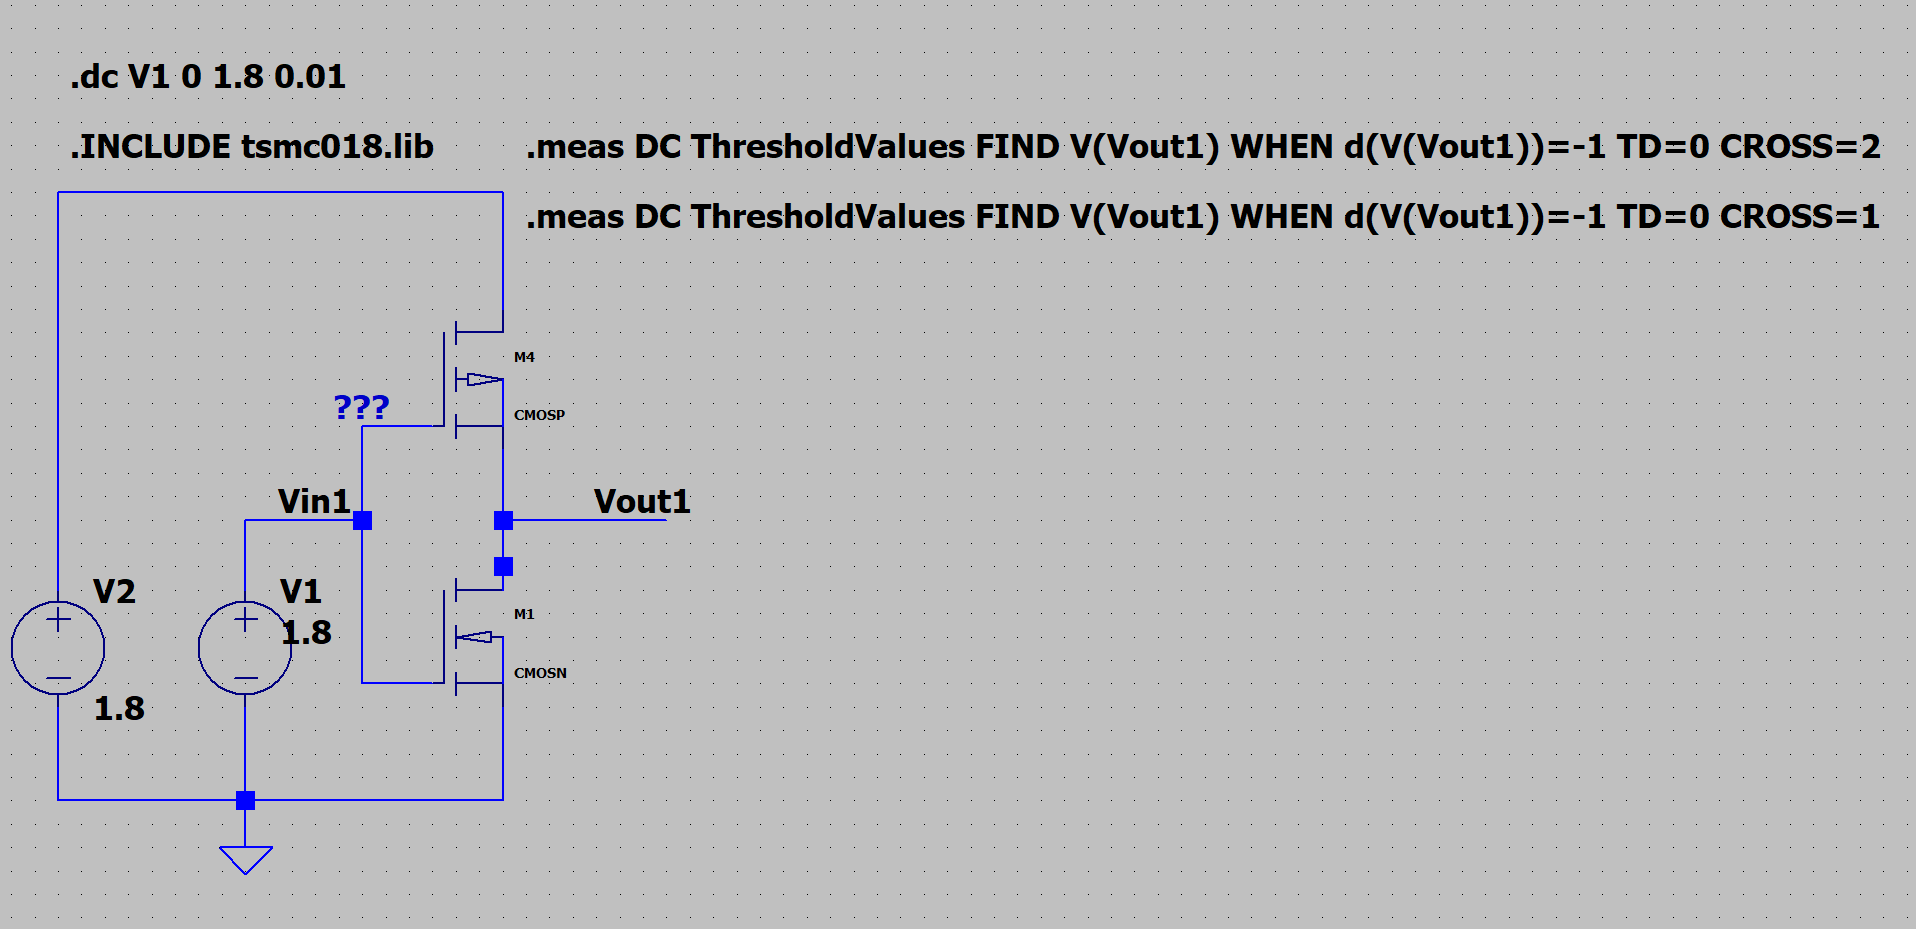 .dc V1 0 1.8 0.01
.INCLUDE tsmc018.lib
.meas DC ThresholdValues FIND V(Vout1) WHEN d(V(Vout1))=-1 TD=0 CROSS=2
.meas DC ThresholdValues FIND V(Vout1) WHEN d(V(Vout1))=-1 TD=0 CROSS=1
M4
???
CMOSP
Vin1
Vout1
V2
V1
1.8
M1
CMOSN
1.8